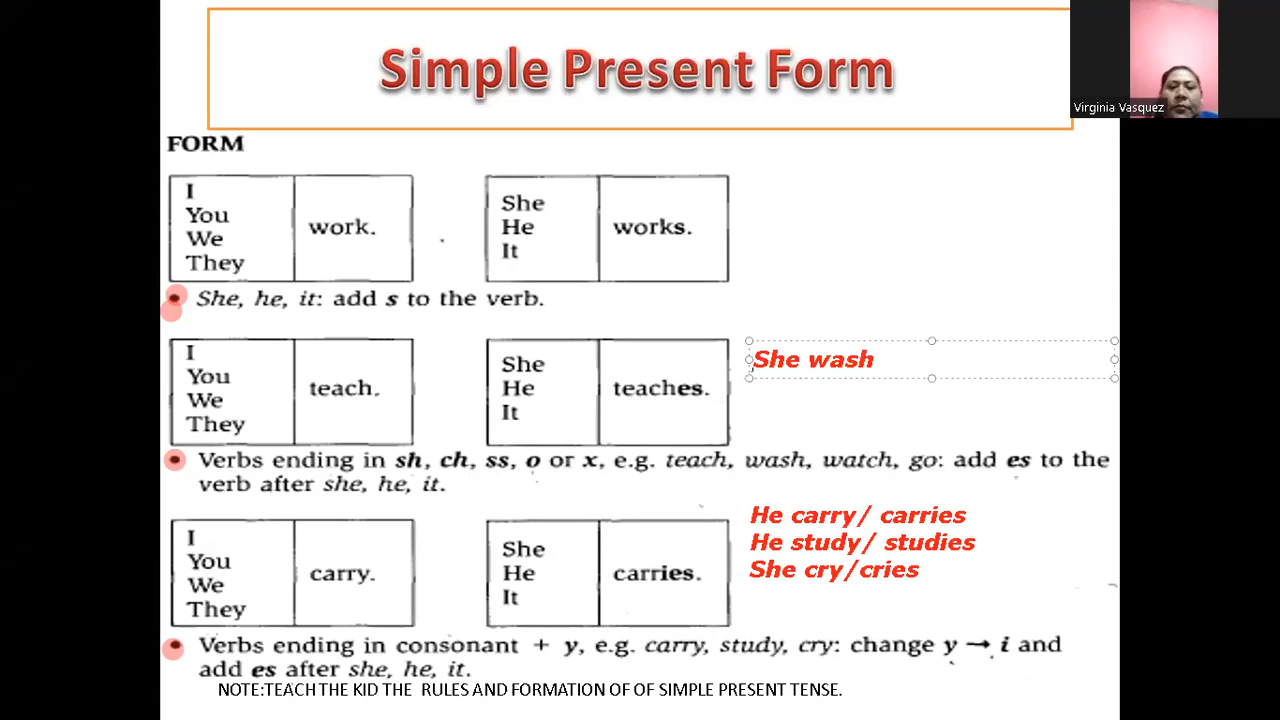 Simple Present Form
Virginia Vasquez
FORM
I
You
We
They
work.
She
He
It
works.
She, he, it: add s to the verb.
I
You
We
They
teach.
She
He
It
teaches.
She wash
Verbs ending in sh, ch, ss, o or x, e.g. teach, wash, watch, go: add es to the
verb after she, he, it.
I
You
We
They
carry.
She
He
It
carries.
He carry/ carries
He study/ studies
She cry/cries
Verbs ending in consonant + y, e.g. carry, study, cry: change y → i and
add es after she, he, it.
NOTE:TEACH THE KID THE RULES AND FORMATION OF OF SIMPLE PRESENT TENSE.